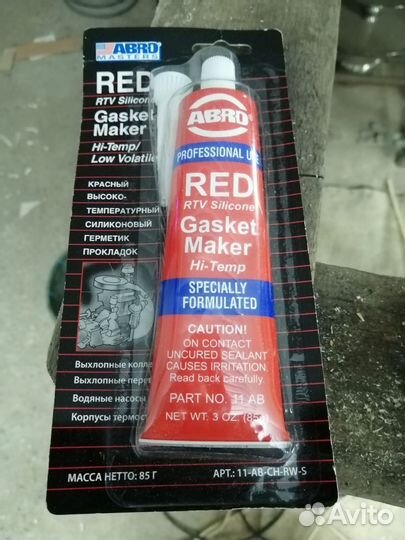 ABRO
MASTERS
RED
RTV Silicone
Gasket
Maker
Hi-Temp/
Low Volatile
КРАСНЫЙ
ВЫСОКО-
ТЕМПЕРАТУРНЫЙ
СИЛИКОНОВЫЙ
ГЕРМЕТИК
ПРОКЛАДОК
Выхлопные
Выхлопные
Водяные насосы
Корпусы
МАССА НЕТТО: 85 Г
АРТ.: 11-AB-CH-RW-S
ABRO
PROFESSIONAL USE
RED
RTV Silicone
Gasket
Maker
Hi-Temp
SPECIALLY
FORMULATED
CAUTION!
ON CONTACT
UNCURED SEALANT
CAUSES IRRITATION.
Read back carefully.
PART NO. 11 AB
NET WT. 3 OZ.
Avito